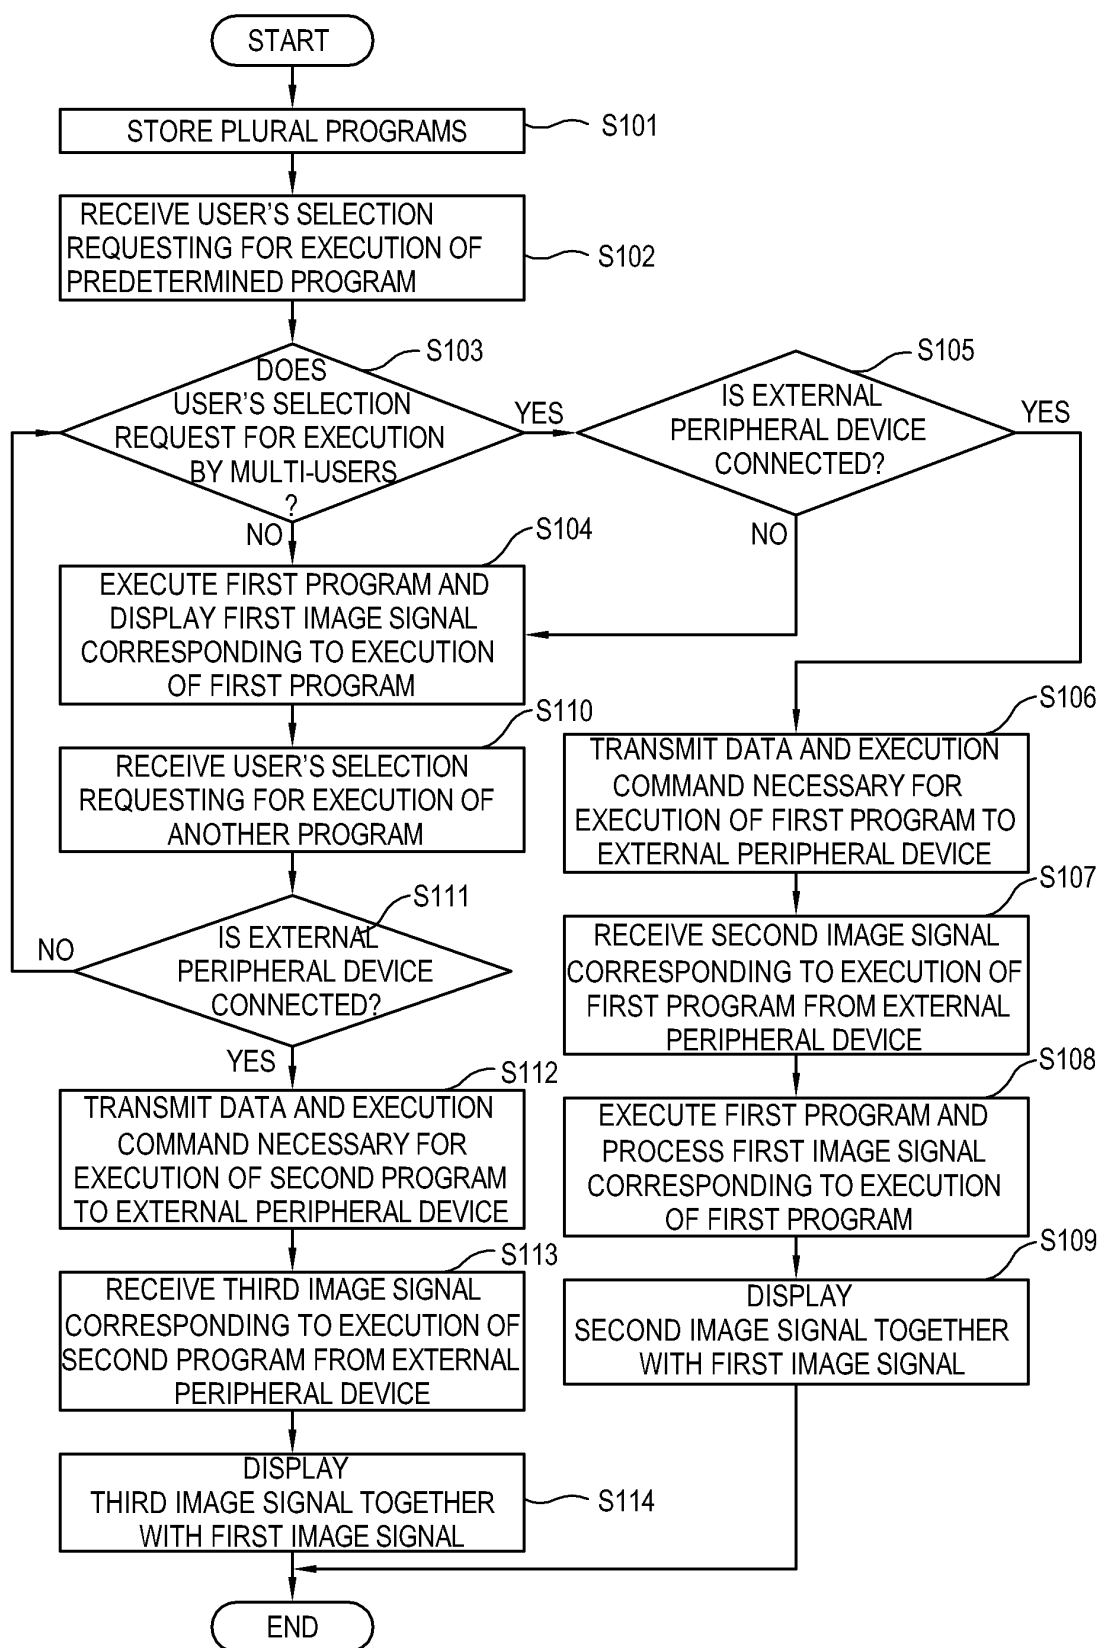 START
STORE PLURAL PROGRAMS
S101
RECEIVE USER'S SELECTION
REQUESTING FOR EXECUTION OF
PREDETERMINED PROGRAM
S102
DOES
USER'S SELECTION
REQUEST FOR EXECUTION
BY MULTI-USERS
?
S103
YES
NO
IS EXTERNAL
PERIPHERAL DEVICE
CONNECTED?
S105
YES
NO
EXECUTE FIRST PROGRAM AND
DISPLAY FIRST IMAGE SIGNAL
CORRESPONDING TO EXECUTION
OF FIRST PROGRAM
S104
RECEIVE USER'S SELECTION
REQUESTING FOR EXECUTION OF
ANOTHER PROGRAM
S110
IS EXTERNAL
PERIPHERAL DEVICE
CONNECTED?
S111
NO
YES
TRANSMIT DATA AND EXECUTION
COMMAND NECESSARY FOR
EXECUTION OF SECOND PROGRAM
TO EXTERNAL PERIPHERAL DEVICE
S112
RECEIVE THIRD IMAGE SIGNAL
CORRESPONDING TO EXECUTION OF
SECOND PROGRAM FROM EXTERNAL
PERIPHERAL DEVICE
S113
DISPLAY
THIRD IMAGE SIGNAL TOGETHER
WITH FIRST IMAGE SIGNAL
S114
TRANSMIT DATA AND EXECUTION
COMMAND NECESSARY FOR
EXECUTION OF FIRST PROGRAM TO
EXTERNAL PERIPHERAL DEVICE
S106
RECEIVE SECOND IMAGE SIGNAL
CORRESPONDING TO EXECUTION OF
FIRST PROGRAM FROM EXTERNAL
PERIPHERAL DEVICE
S107
EXECUTE FIRST PROGRAM AND
PROCESS FIRST IMAGE SIGNAL
CORRESPONDING TO EXECUTION
OF FIRST PROGRAM
S108
DISPLAY
SECOND IMAGE SIGNAL TOGETHER
WITH FIRST IMAGE SIGNAL
S109
END